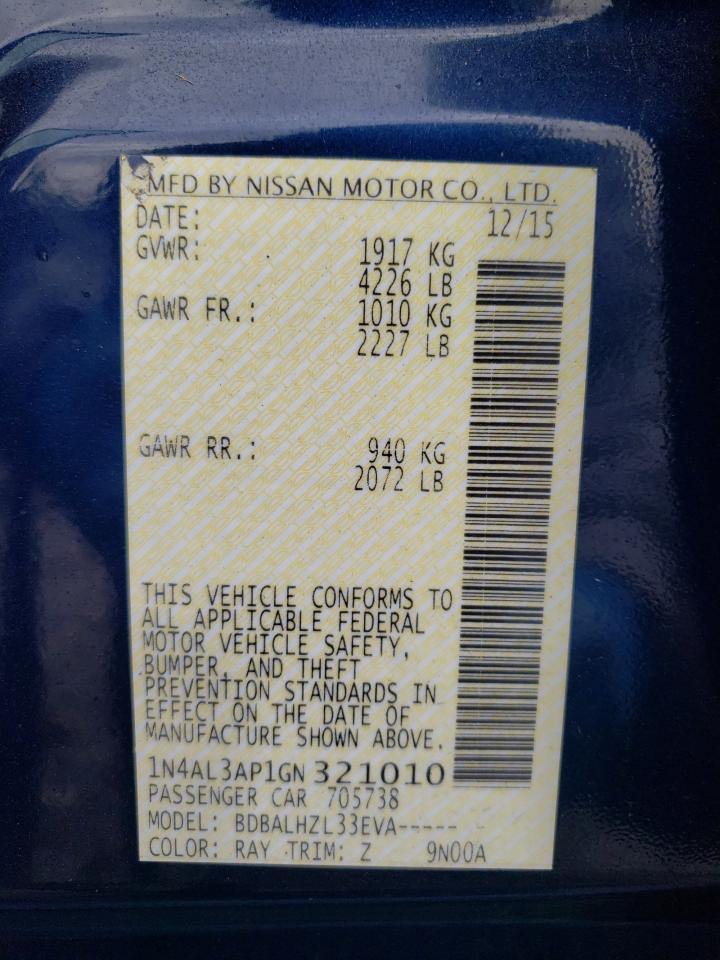 MFD BY NISSAN MOTOR CO., LTD.
DATE: 12/15
GVWR: 1917 KG
4226 LB
GAWR FR.: 1010 KG
2227 LB
GAWR RR.: 940 KG
2072 LB
THIS VEHICLE CONFORMS TO
ALL APPLICABLE FEDERAL
MOTOR VEHICLE SAFETY,
BUMPER, AND THEFT
PREVENTION STANDARDS IN
EFFECT ON THE DATE OF
MANUFACTURE SHOWN ABOVE.
1N4AL3AP1GN321010
PASSENGER CAR 705738
MODEL: BDBALHZL33EVA----- -
COLOR: RAY TRIM: Z 9N00A